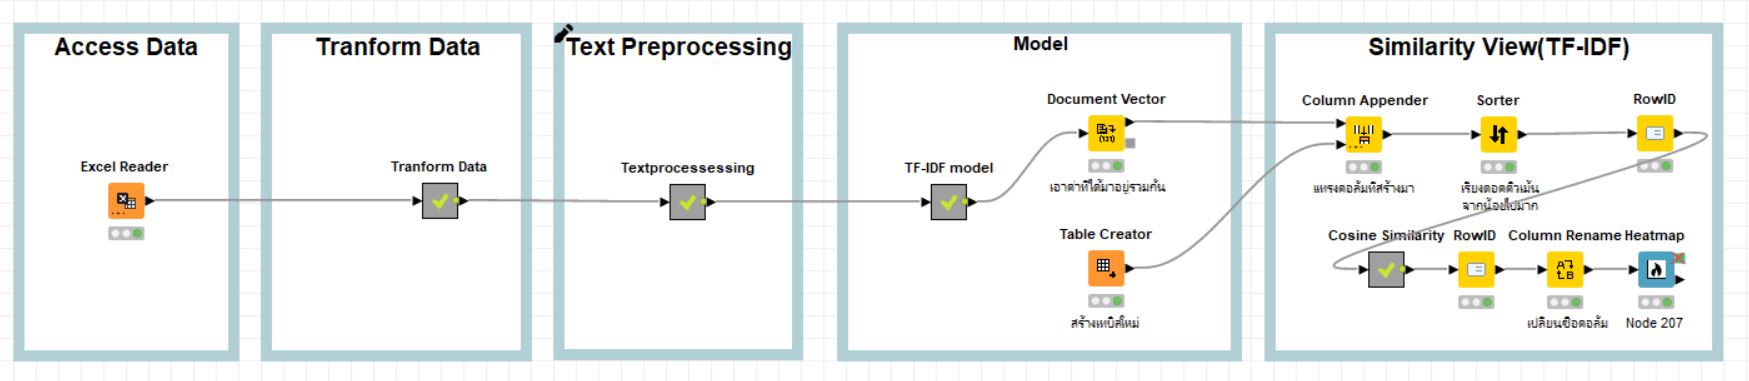 Access Data
Tranform Data
Text Preprocessing
Model
Similarity View(TF-IDF)
Excel Reader
Tranform Data
Textprocessessing
TF-IDF model
Document Vector
เอาค่าที่ได้มาอยู่รวมกัน
Table Creator
สร้างเทเบิลใหม่
Column Appender
แทรงคอลัมที่สร้างมา
Sorter
เรียงดอคคิวเม้น
จากน้อยไปมาก
RowID
Cosine Similarity
RowID
Column Rename
เปลี่ยนชื่อคอลัม
Heatmap
Node 207